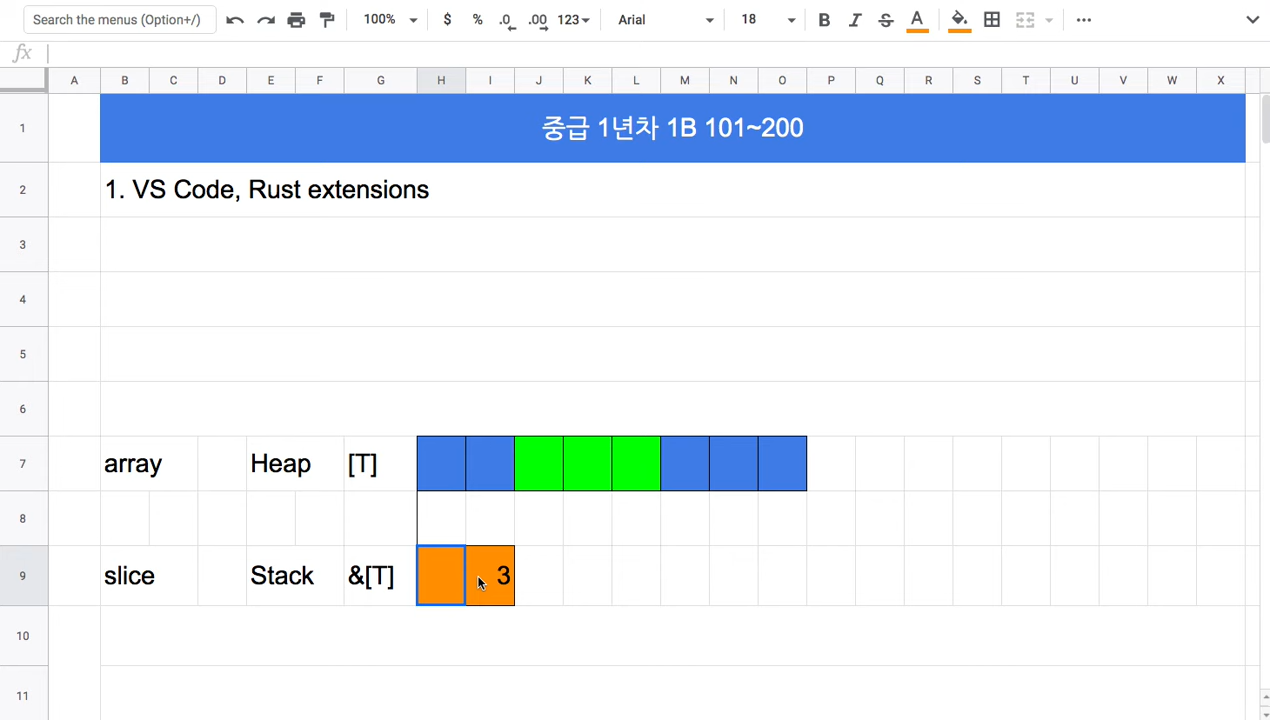 Search the menus (Option+/) 100% $ % .0 .00 123 Arial 18 B I S A
fx
A B C D E F G H I J K L M N O P Q R S T U V W X
1 중급 1년차 1B 101~200
2 1. VS Code, Rust extensions
3
4
5
6
7 array Heap [T]
8
9 slice Stack &[T] 3
10
11